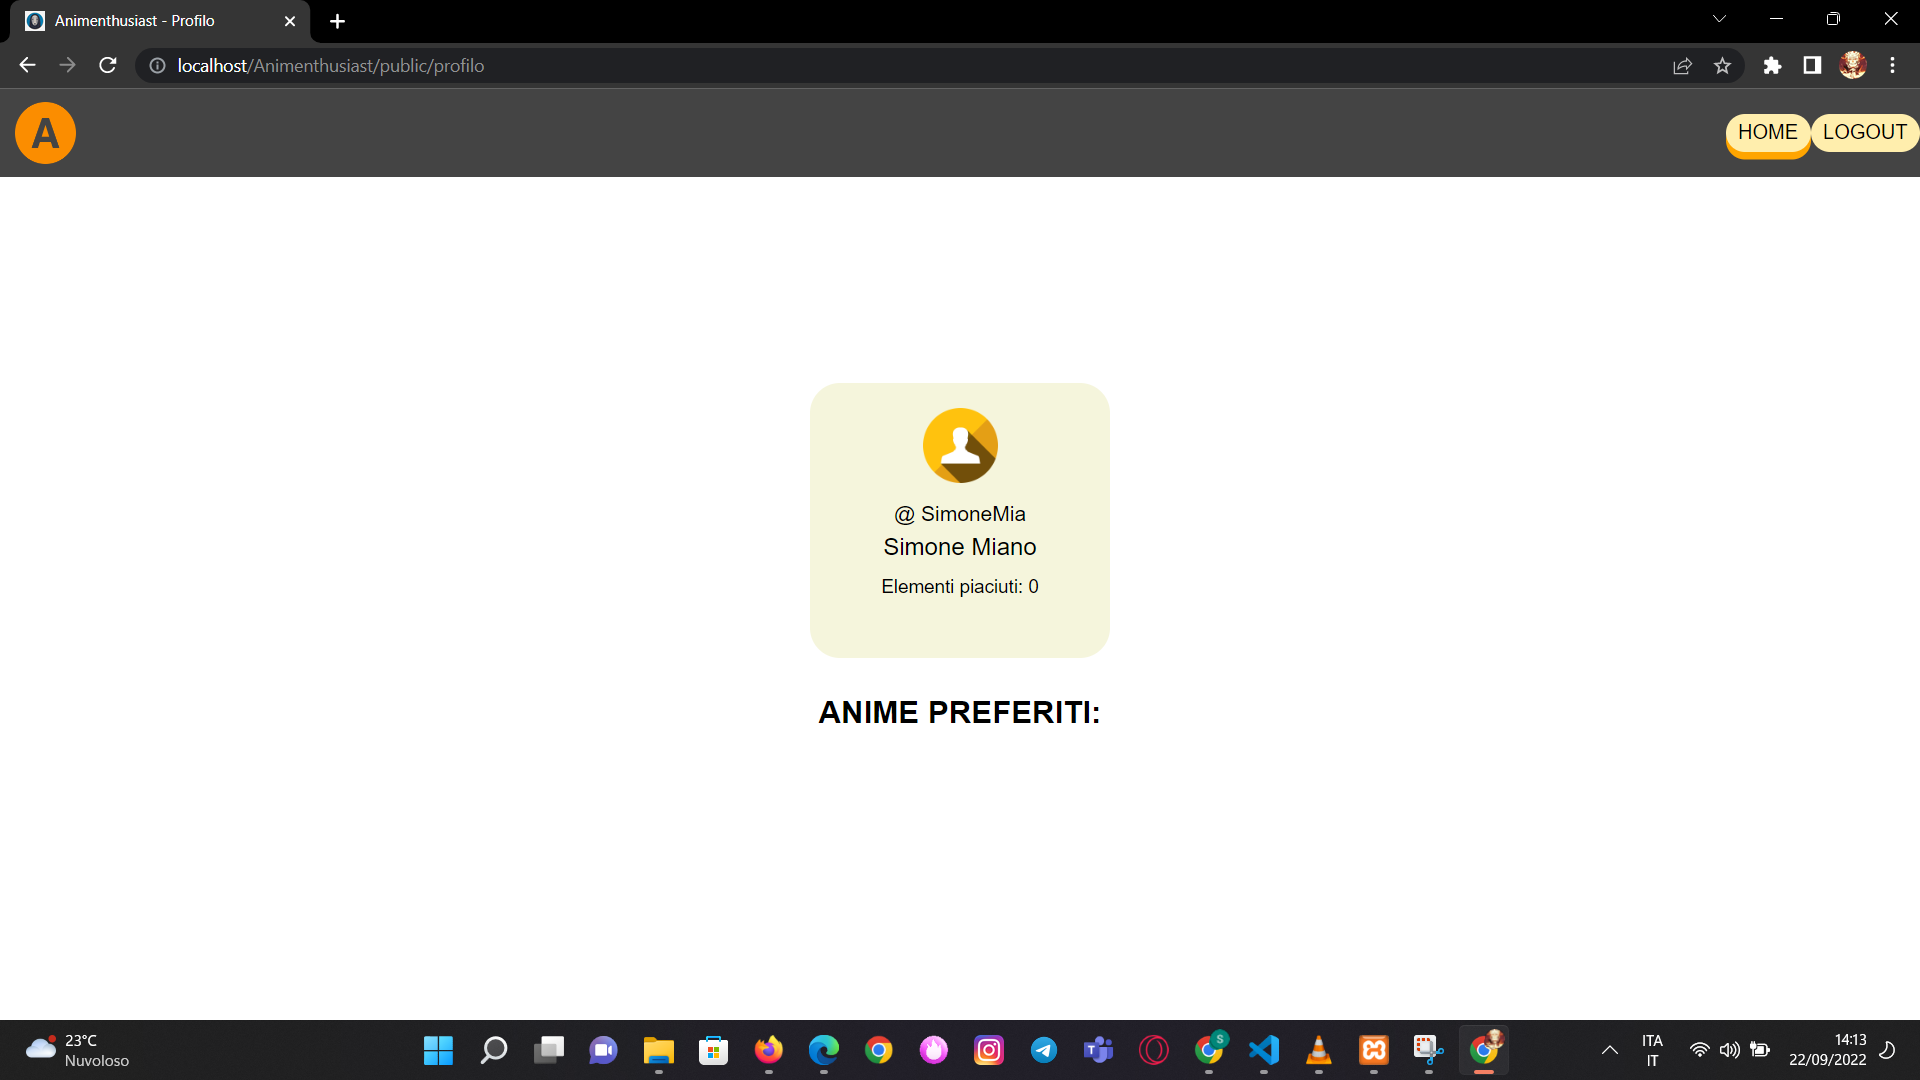 Animenthusiast - Profilo
localhost/Animenthusiast/public/profilo
A
HOME
LOGOUT
@ SimoneMia
Simone Miano
Elementi piaciuti: 0
ANIME PREFERITI:
23°C
Nuvoloso
T
S
ITA
IT
14:13
22/09/2022